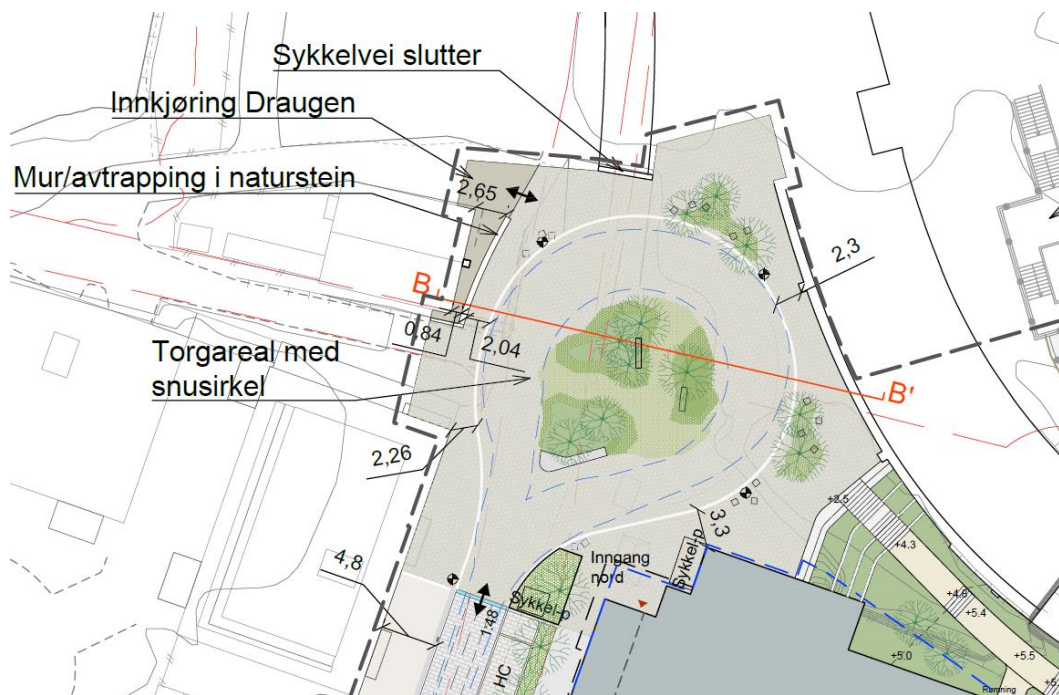 Sykkelvei slutter
Innkjøring Draugen
Mur/avtrapping i naturstein
2,65
2,3
B
B'
0,84
2,04
Torgareal med
snusirkel
2,26
3,3
4,8
Inngang
nord
Sykkel-p
Sykkel-p
1:48
HC
+2.5
+4.3
+4.9
+5.4
+5.0
+5.5
Rømning